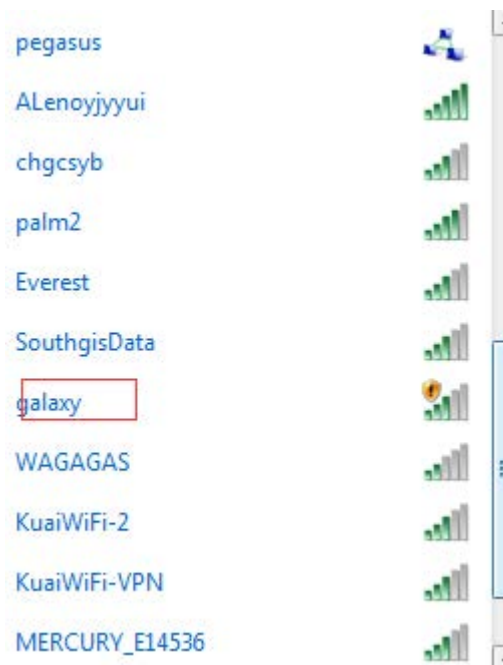 pegasus
ALenoyjyyui
chgcsyb
palm2
Everest
SouthgisData
galaxy
WAGAGAS
KuaiWiFi-2
KuaiWiFi-VPN
MERCURY_E14536